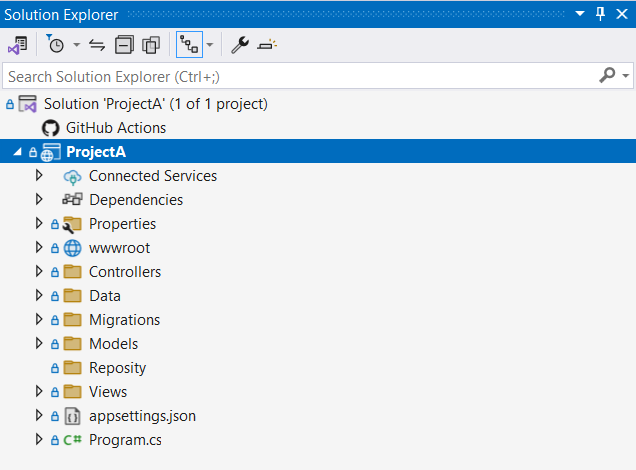 Solution Explorer
Search Solution Explorer (Ctrl+;)
Solution 'ProjectA' (1 of 1 project)
GitHub Actions
ProjectA
Connected Services
Dependencies
Properties
wwwroot
Controllers
Data
Migrations
Models
Reposity
Views
appsettings.json
C# Program.cs